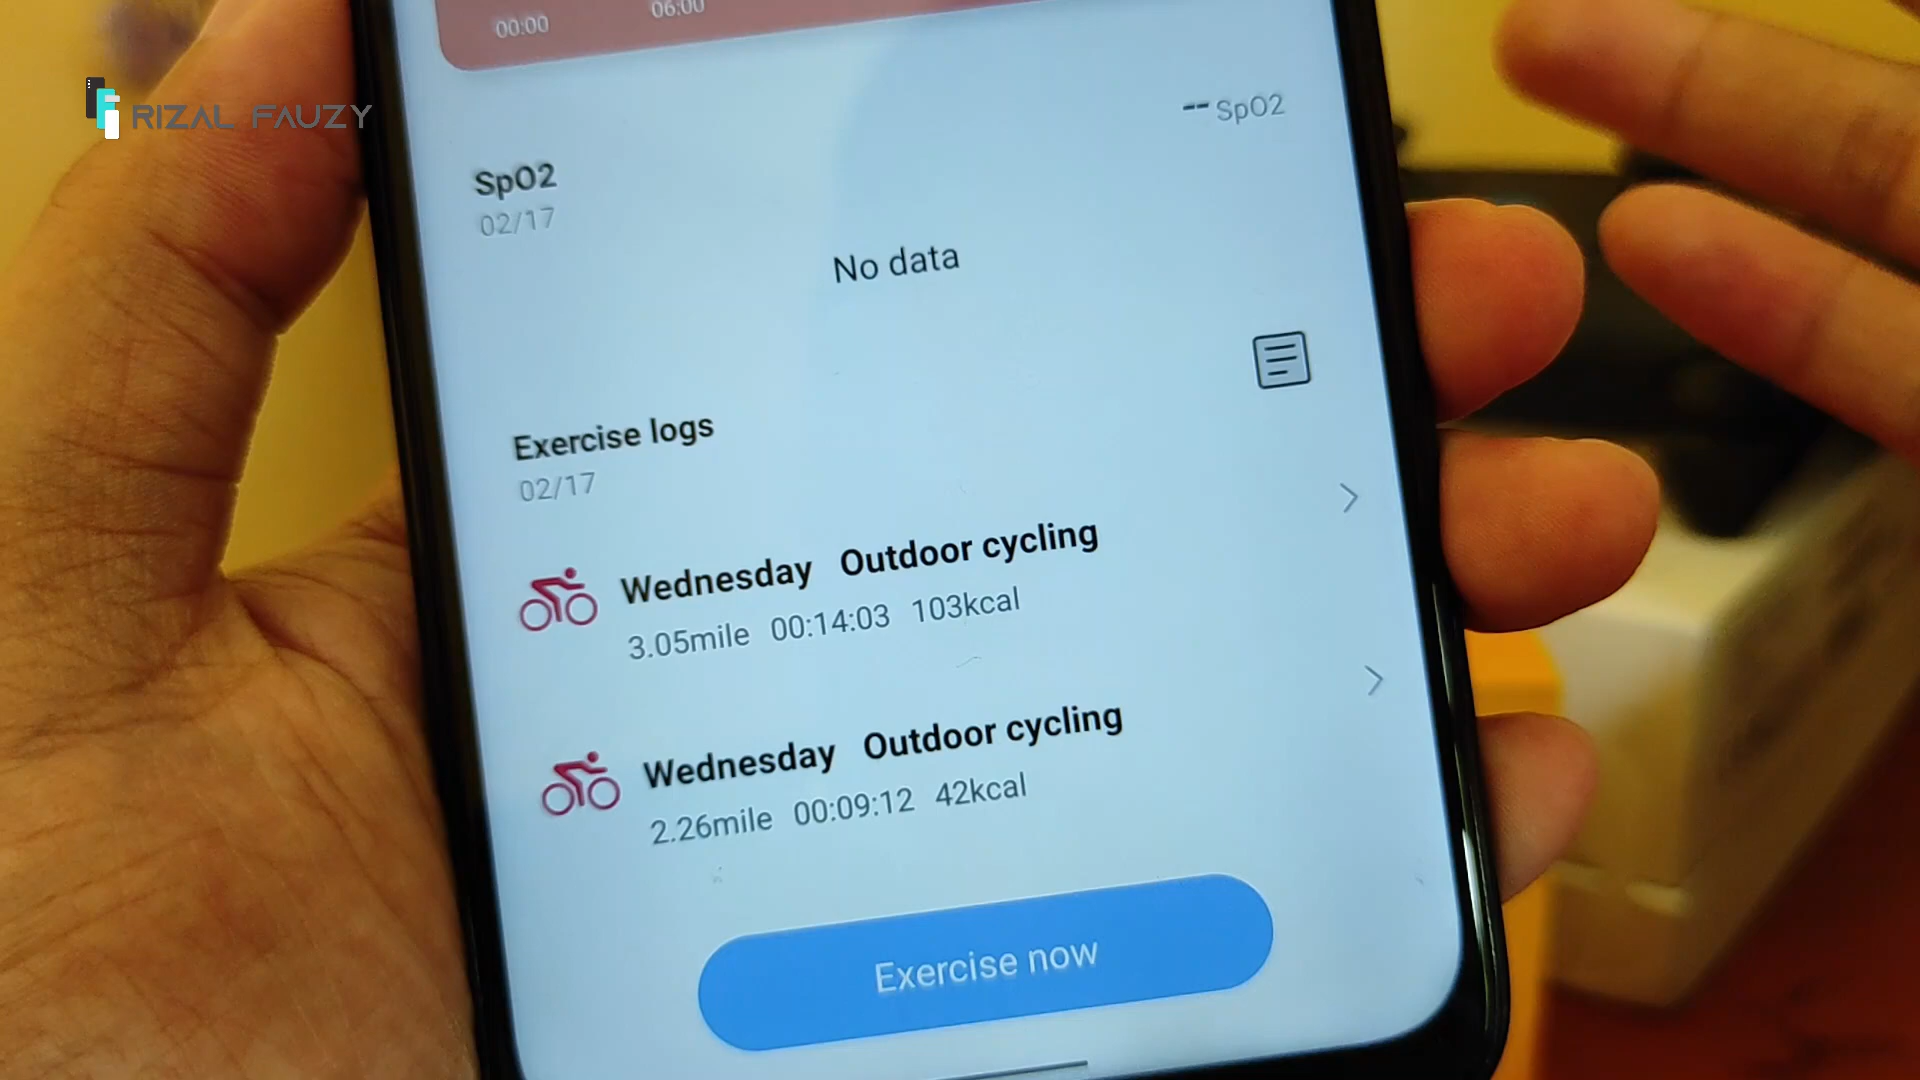 00:00 06:00
RIZAL FAUZY
-- SpO2
SpO2
02/17
No data
Exercise logs
02/17
Wednesday Outdoor cycling
3.05mile 00:14:03 103kcal
Wednesday Outdoor cycling
2.26mile 00:09:12 42kcal
Exercise now